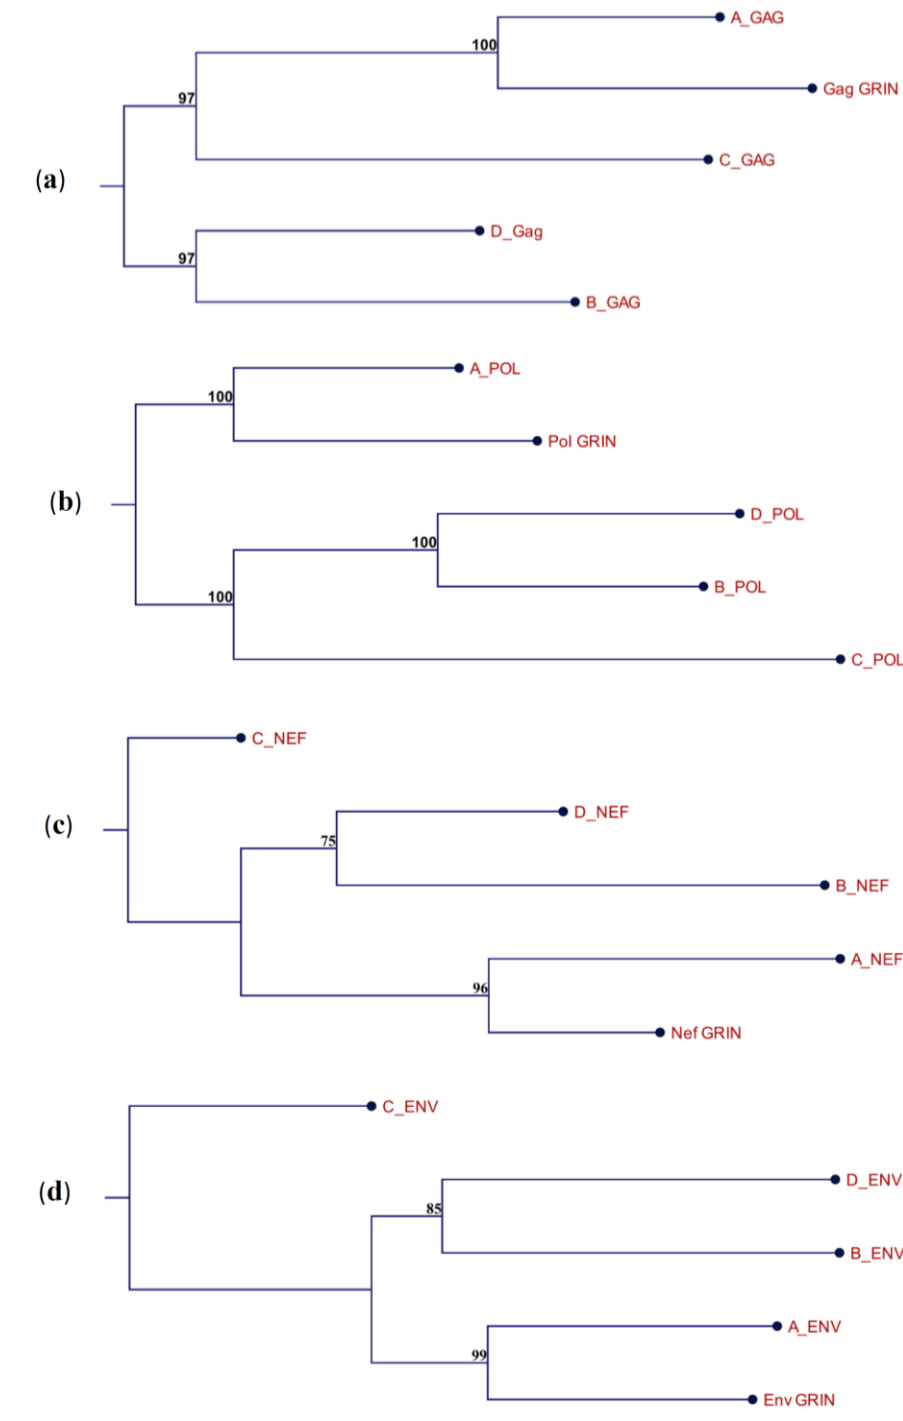 A_GAG
100
Gag GRIN
97
C_GAG
(a)
D_Gag
97
B_GAG
A_POL
100
Pol GRIN
(b)
D_POL
100
B_POL
100
C_POL
C_NEF
(c)
D_NEF
75
B_NEF
A_NEF
96
Nef GRIN
C_ENV
(d)
D_ENV
85
B_ENV
A_ENV
99
Env GRIN